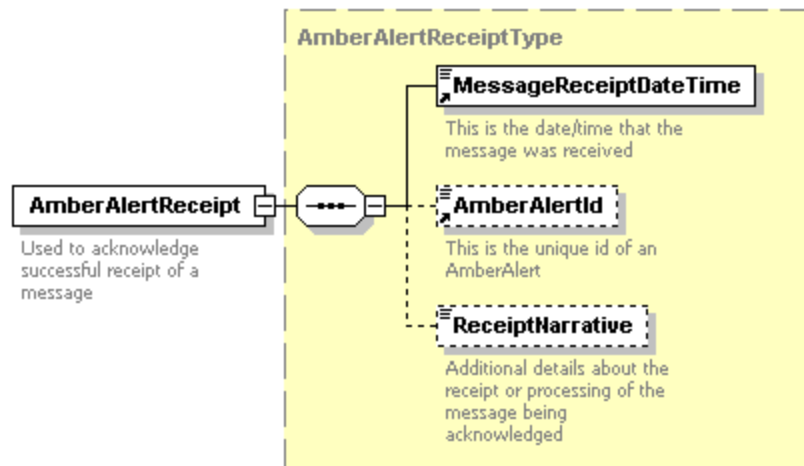 AmberAlertReceiptType
MessageReceiptDateTime
This is the date/time that the
message was received
AmberAlertReceipt
Used to acknowledge
successful receipt of a
message
AmberAlertId
This is the unique id of an
AmberAlert
ReceiptNarrative
Additional details about the
receipt or processing of the
message being
acknowledged